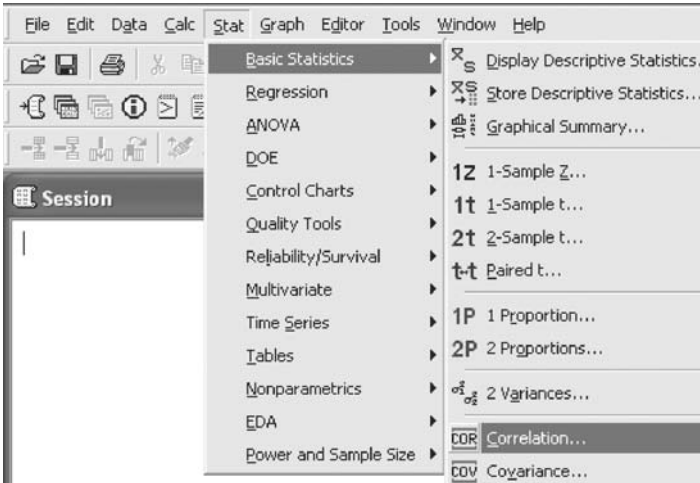 File Edit Data Calc Stat Graph Editor Tools Window Help
Basic Statistics
Regression
ANOVA
DOE
Control Charts
Quality Tools
Reliability/Survival
Multivariate
Time Series
Tables
Nonparametrics
EDA
Power and Sample Size
Display Descriptive Statistics.
Store Descriptive Statistics...
Graphical Summary...
1Z 1-Sample Z...
1t 1-Sample t...
2t 2-Sample t...
t-t Paired t...
1P 1 Proportion...
2P 2 Proportions...
2 Variances...
COR Correlation...
COV Covariance...
Session